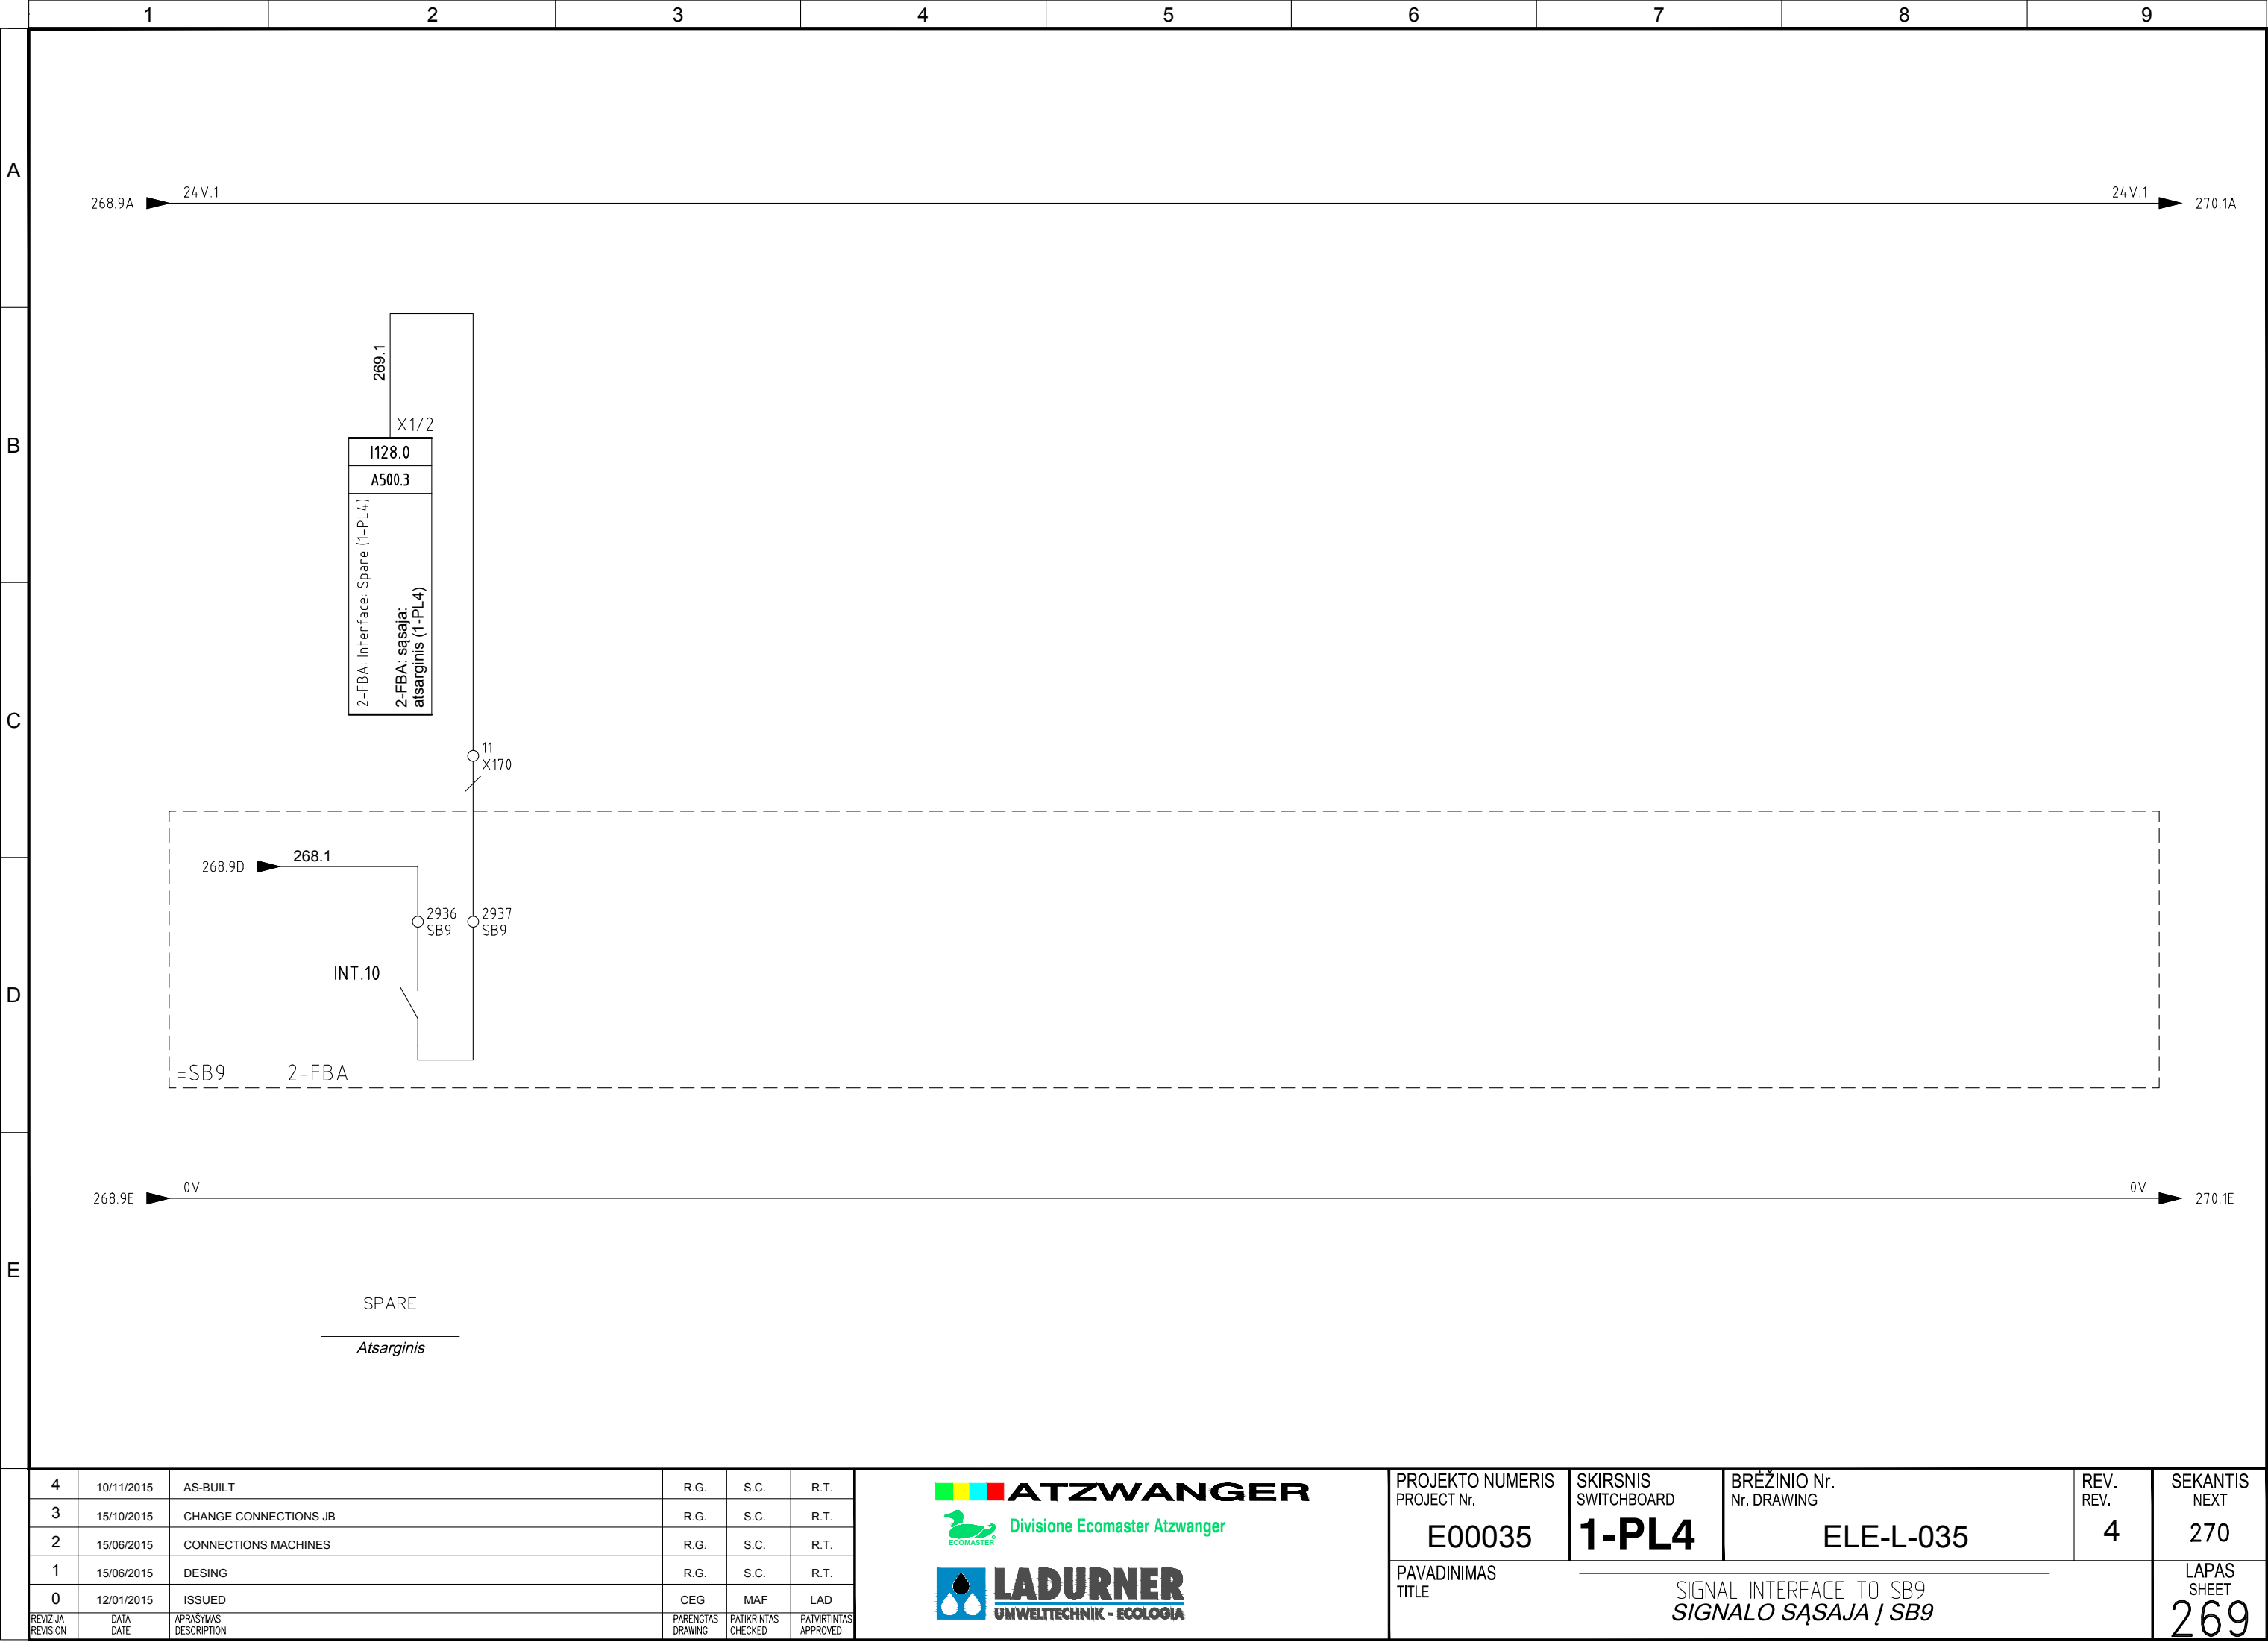 1 2 3 4 5 6 7 8 9
A
268.9A 24V.1 24V.1 270.1A
269.1
X1/2
B
I128.0
A500.3
2-FBA: Interface: Spare (1-PL4)
2-FBA: sąsaja:
atsarginis (1-PL4)
C
11
X170
268.9D 268.1
2936 2937
SB9 SB9
INT.10
D
=SB9 2-FBA
268.9E 0V 0V 270.1E
E
SPARE
Atsarginis
4 10/11/2015 AS-BUILT R.G. S.C. R.T.
3 15/10/2015 CHANGE CONNECTIONS JB R.G. S.C. R.T.
2 15/06/2015 CONNECTIONS MACHINES R.G. S.C. R.T.
1 15/06/2015 DESING R.G. S.C. R.T.
0 12/01/2015 ISSUED CEG MAF LAD
REVIZIJA DATA APRAŠYMAS PARENGTAS PATIKRINTAS PATVIRTINTAS
REVISION DATE DESCRIPTION DRAWING CHECKED APPROVED
ATZWANGER
Divisione Ecomaster Atzwanger
ECOMASTER
LADURNER
UMWELTTECHNIK - ECOLOGIA
PROJEKTO NUMERIS
PROJECT Nr.
E00035
SKIRSNIS
SWITCHBOARD
1-PL4
BRĖŽINIO Nr.
Nr. DRAWING
ELE-L-035
REV.
REV.
4
SEKANTIS
NEXT
270
PAVADINIMAS
TITLE
SIGNAL INTERFACE TO SB9
SIGNALO SĄSAJA Į SB9
LAPAS
SHEET
269